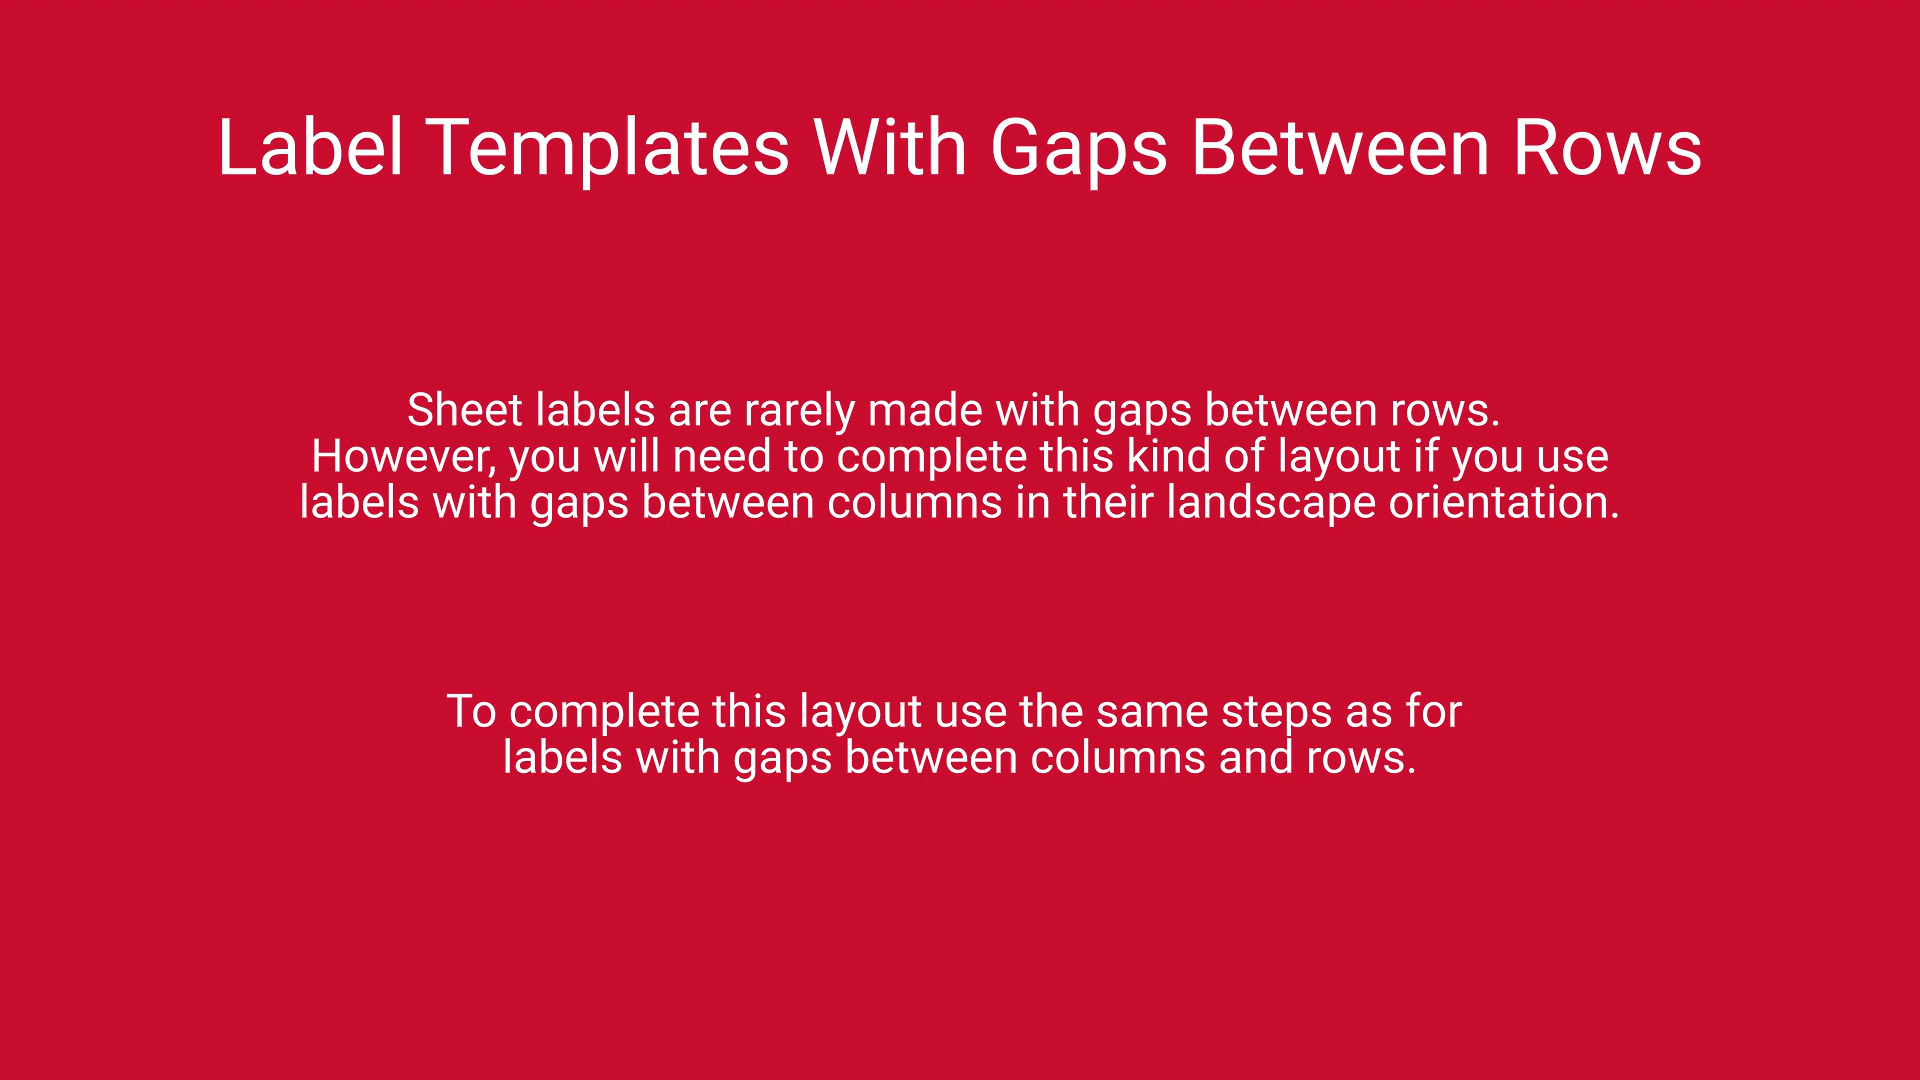 Label Templates With Gaps Between Rows
Sheet labels are rarely made with gaps between rows.
However, you will need to complete this kind of layout if you use
labels with gaps between columns in their landscape orientation.
To complete this layout use the same steps as for
labels with gaps between columns and rows.